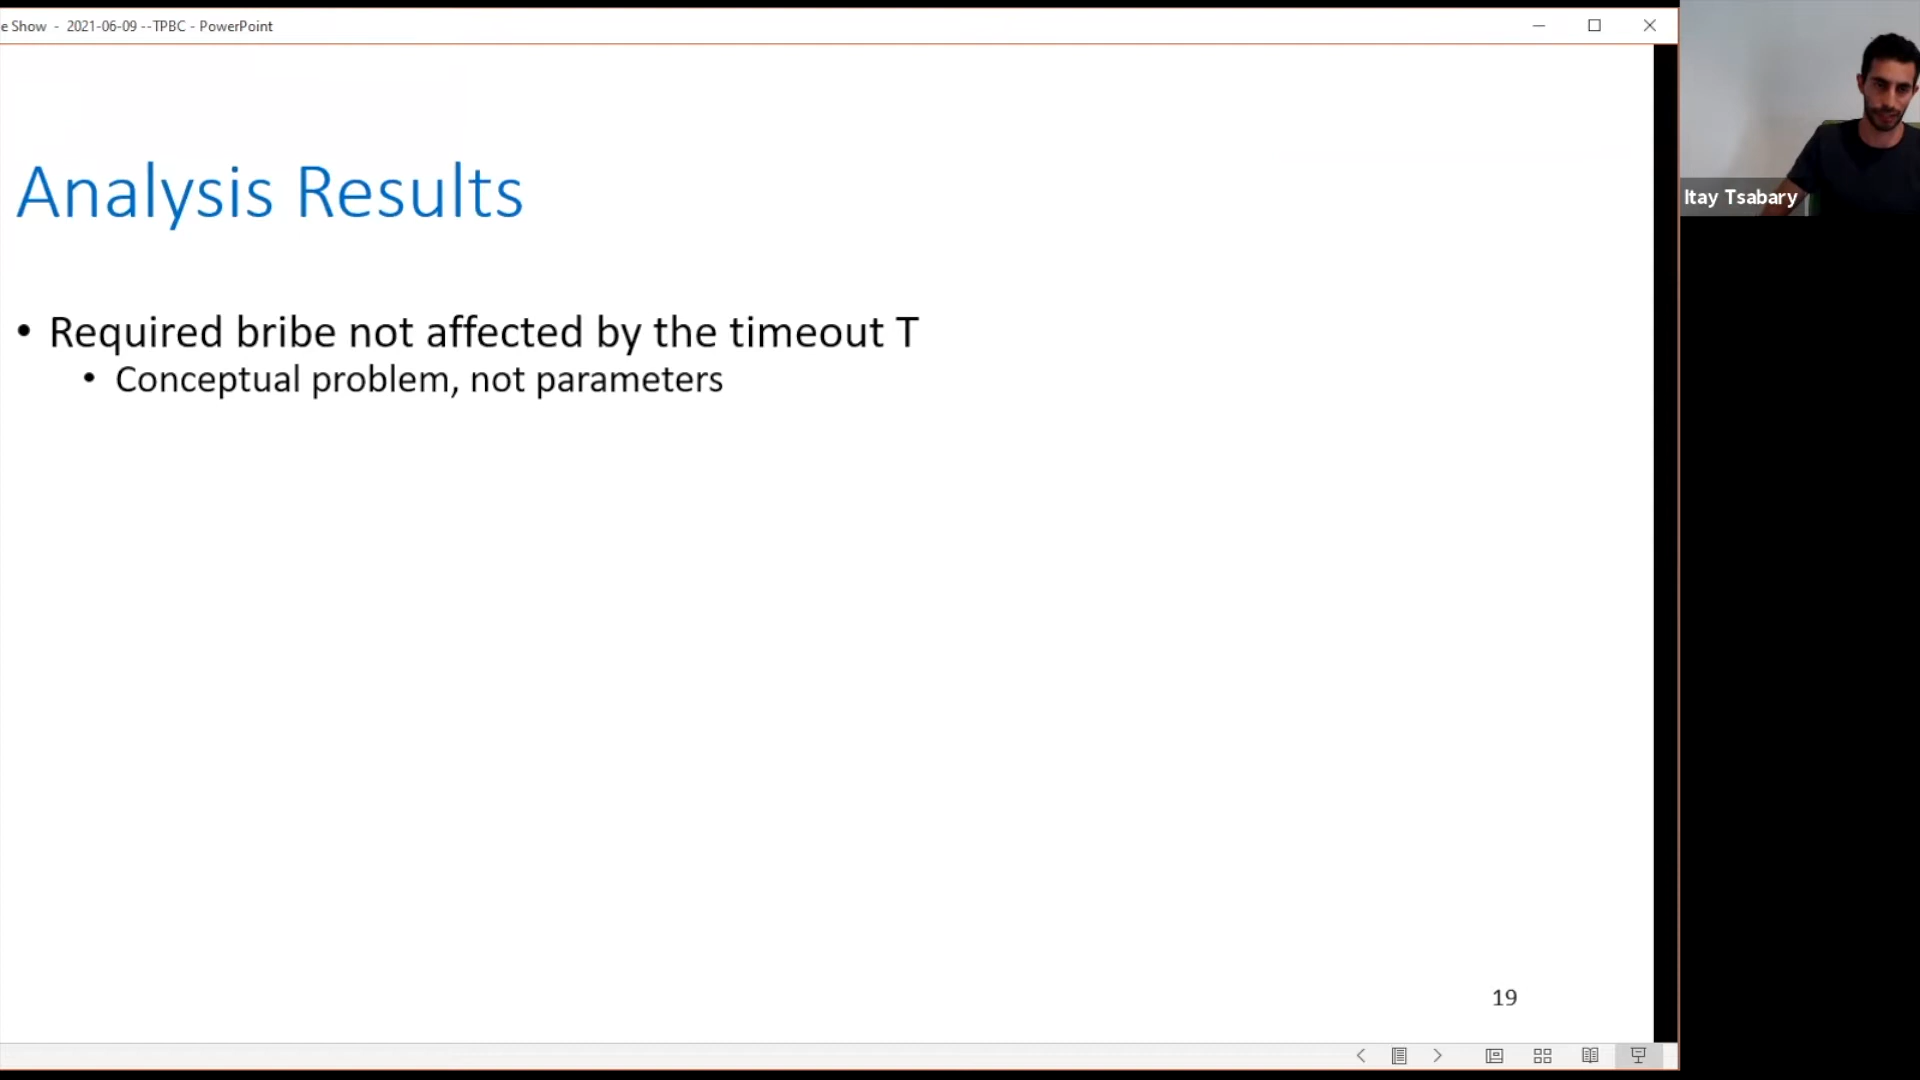 e Show - 2021-06-09 --TPBC - PowerPoint
Itay Tsabary
Analysis Results
• Required bribe not affected by the timeout T
• Conceptual problem, not parameters
19